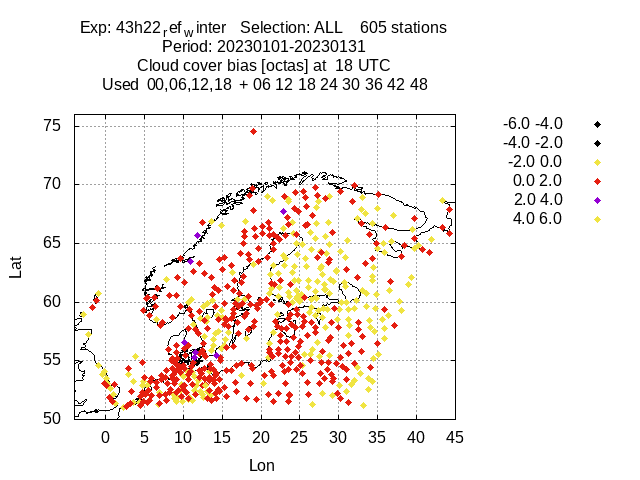 Exp: 43h22ref winter Selection: ALL 605 stations
Period: 20230101-20230131
Cloud cover bias [octas] at 18 UTC
Used 00,06,12,18 + 06 12 18 24 30 36 42 48
-6.0 -4.0
-4.0 -2.0
-2.0 0.0
0.0 2.0
2.0 4.0
4.0 6.0
75
70
65
60
55
50
Lat
0 5 10 15 20 25 30 35 40 45
Lon